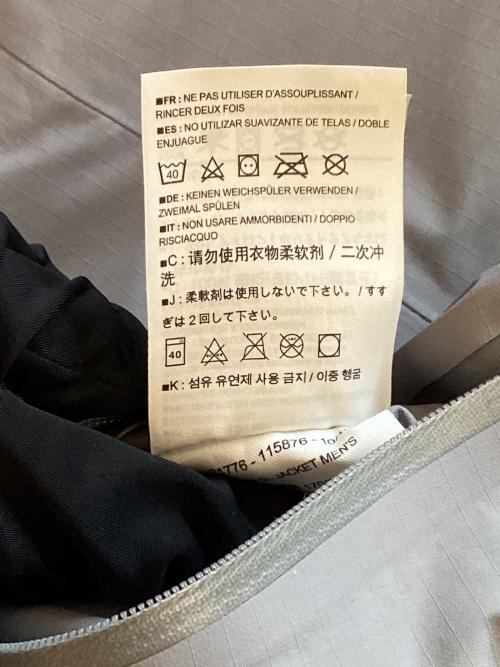 ■FR : NE PAS UTILISER D'ASSOUPLISSANT /
RINCER DEUX FOIS
■ES : NO UTILIZAR SUAVIZANTE DE TELAS / DOBLE
ENJUAGUE
40
■DE : KEINEN WEICHSPÜLER VERWENDEN /
ZWEIMAL SPÜLEN
■IT : NON USARE AMMORBIDENTI / DOPPIO
RISCIACQUO
■C : 请勿使用衣物柔软剂 / 二次冲
洗
■J : 柔軟剤は使用しないで下さい。/ すす
ぎは2回して下さい。
40
■K : 섬유 유연제 사용 금지 / 이중 헹굼
1776 - 115876 -
JACKET MEN'S